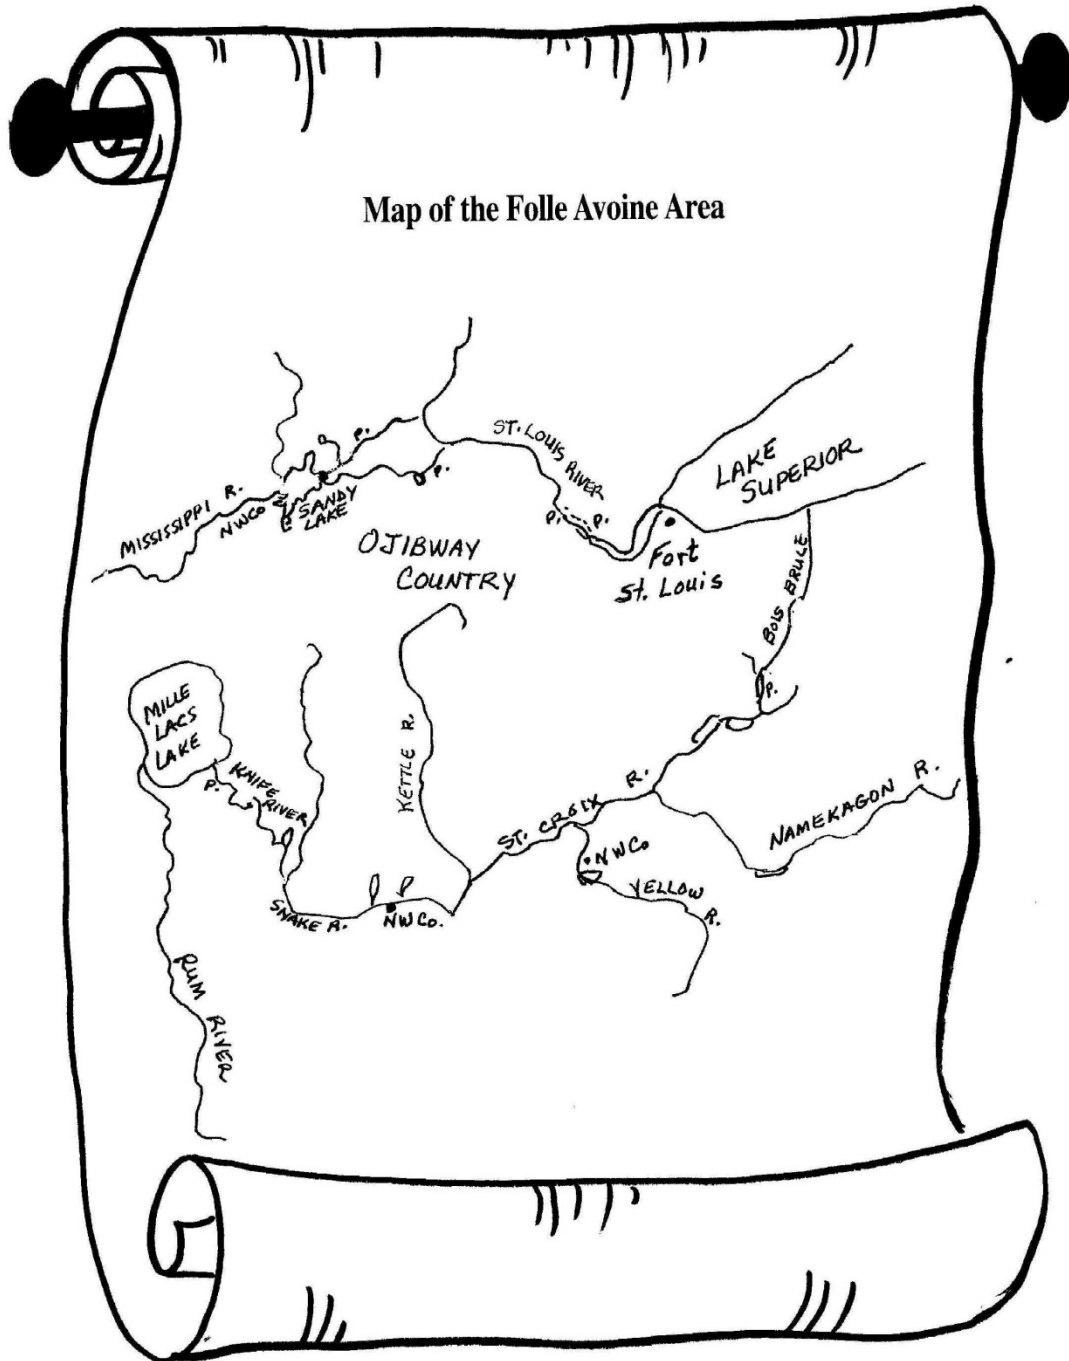 Map of the Folle Avoine Area
P.
ST. LOUIS RIVER
LAKE
SUPERIOR
P.
MISSISSIPPI R.
NWCO
SANDY
LAKE
P.
P.
OJIBWAY
COUNTRY
Fort
St. Louis
BOIS BRULE
P.
MILLE
LACS
LAKE
P.
KNIFE
RIVER
KETTLE R.
ST. CROIX R.
NAMEKAGON R.
NWCo
YELLOW R.
SNAKE R.
NWCo.
RUM RIVER